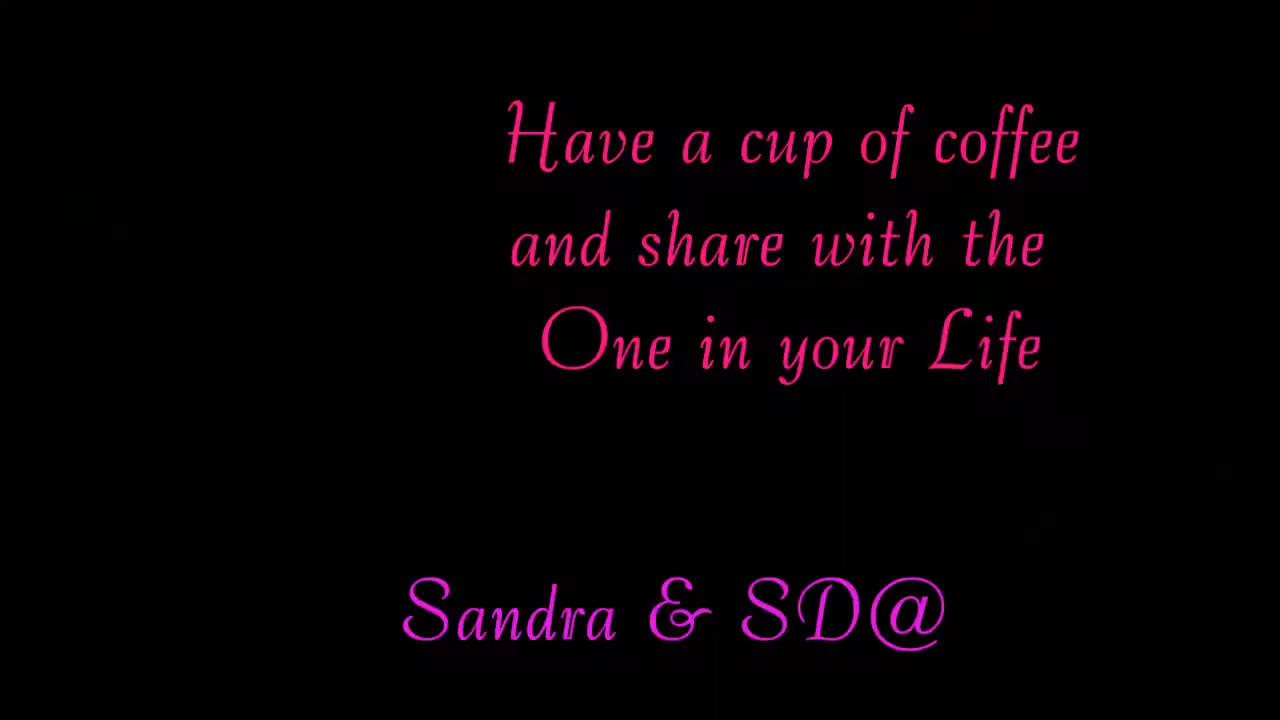 Have a cup of coffee
and share with the
One in your Life
Sandra & SD@